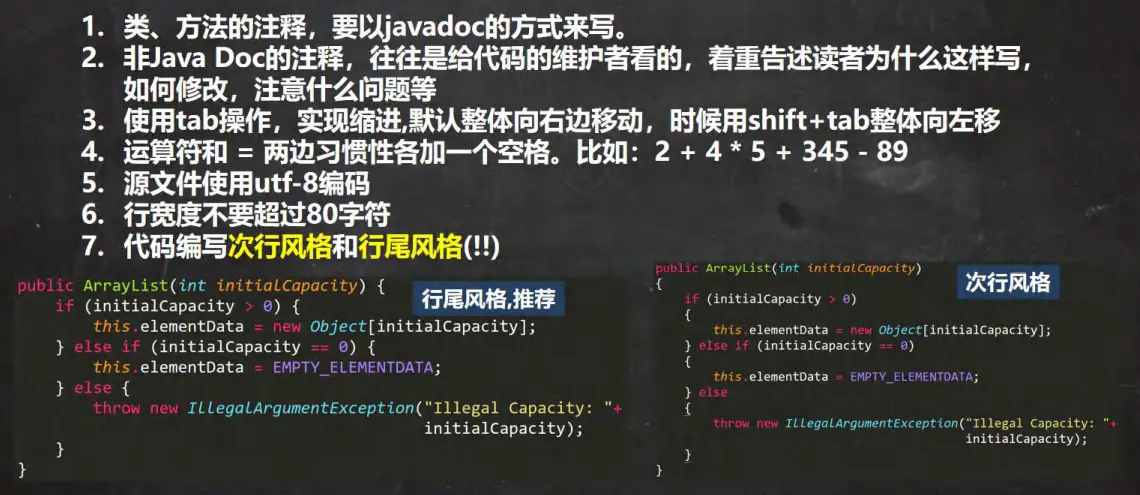 1. 类、方法的注释，要以javadoc的方式来写。
2. 非Java Doc的注释，往往是给代码的维护者看的，着重告述读者为什么这样写，
如何修改，注意什么问题等
3. 使用tab操作，实现缩进,默认整体向右边移动，时候用shift+tab整体向左移
4. 运算符和 = 两边习惯性各加一个空格。比如：2 + 4 * 5 + 345 - 89
5. 源文件使用utf-8编码
6. 行宽度不要超过80字符
7. 代码编写次行风格和行尾风格(!!)
public ArrayList(int initialCapacity) {
行尾风格,推荐
if (initialCapacity > 0) {
this.elementData = new Object[initialCapacity];
} else if (initialCapacity == 0) {
this.elementData = EMPTY_ELEMENTDATA;
} else {
throw new IllegalArgumentException("Illegal Capacity: "+
initialCapacity);
}
}
public ArrayList(int initialCapacity)
次行风格
{
if (initialCapacity > 0)
{
this.elementData = new Object[initialCapacity];
} else if (initialCapacity == 0)
{
this.elementData = EMPTY_ELEMENTDATA;
} else
{
throw new IllegalArgumentException("Illegal Capacity: "+
initialCapacity);
}
}